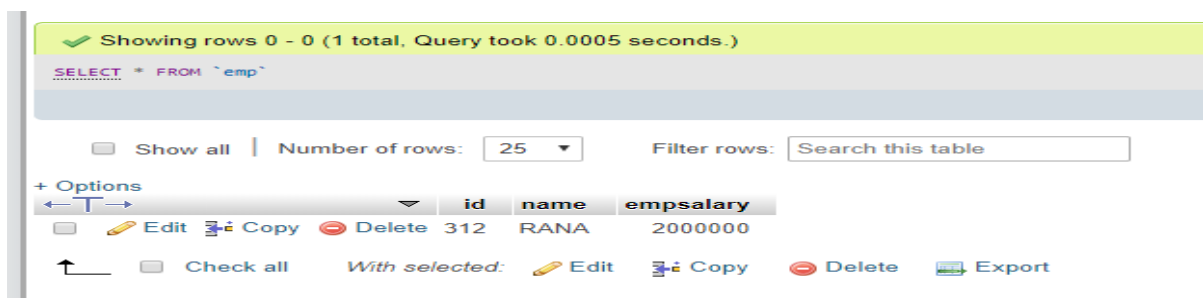 Showing rows 0 - 0 (1 total, Query took 0.0005 seconds.)
SELECT * FROM `emp`
Show all | Number of rows: 25 Filter rows: Search this table
+ Options
←T→ id name empsalary
Edit Copy Delete 312 RANA 2000000
Check all With selected: Edit Copy Delete Export